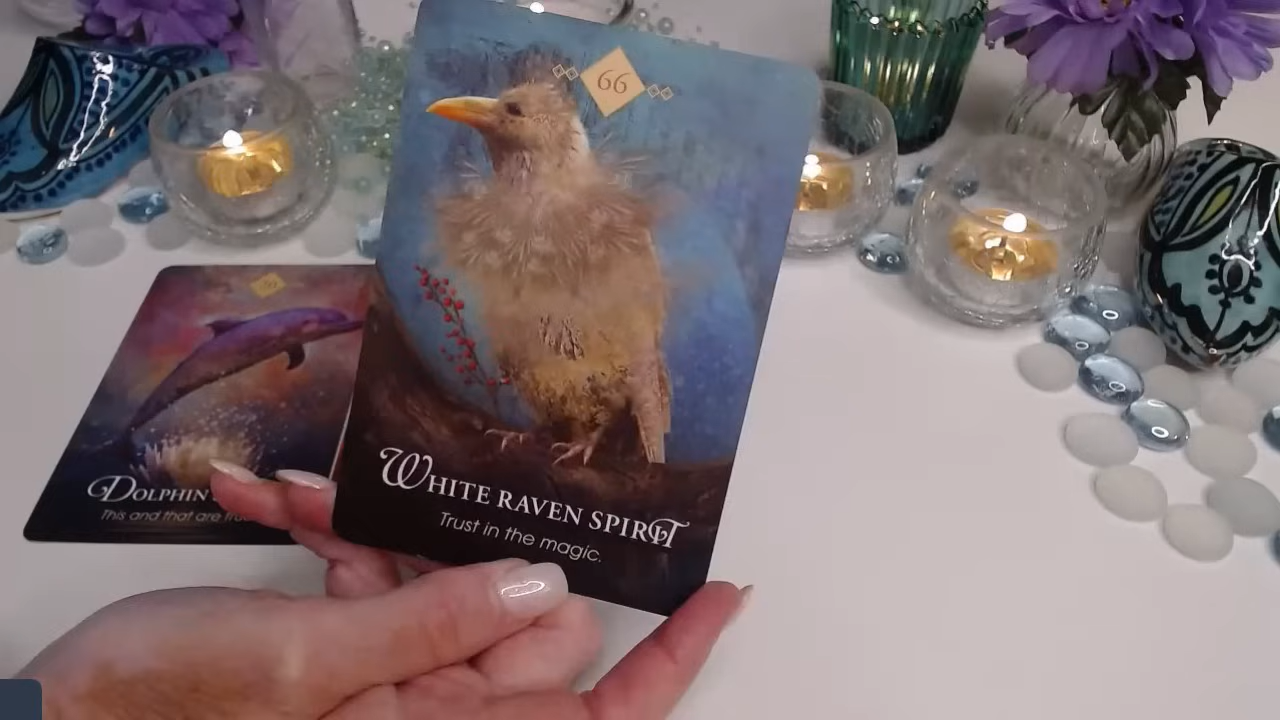 66
White Raven Spirit
Trust in the magic.
Dolphin
This and that are